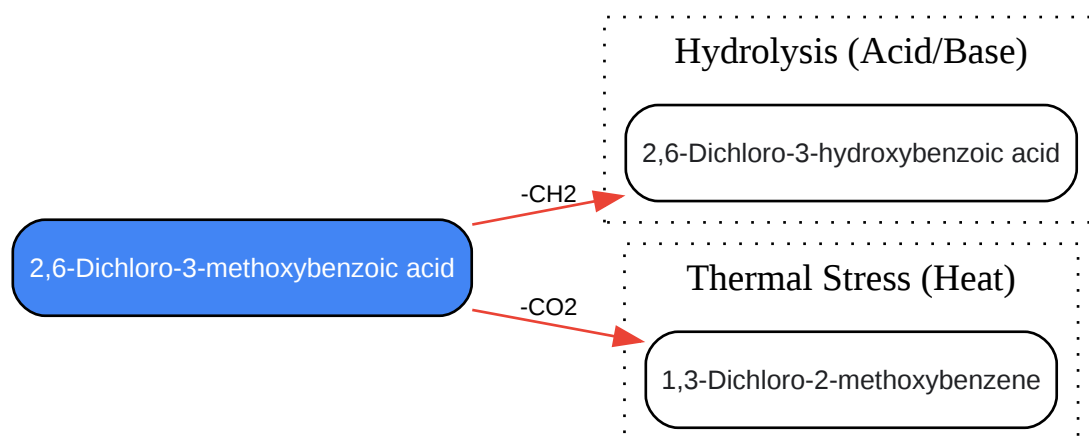 Hydrolysis (Acid/Base)
2,6-Dichloro-3-hydroxybenzoic acid
-CH2
2,6-Dichloro-3-methoxybenzoic acid
Thermal Stress (Heat)
-CO2
1,3-Dichloro-2-methoxybenzene